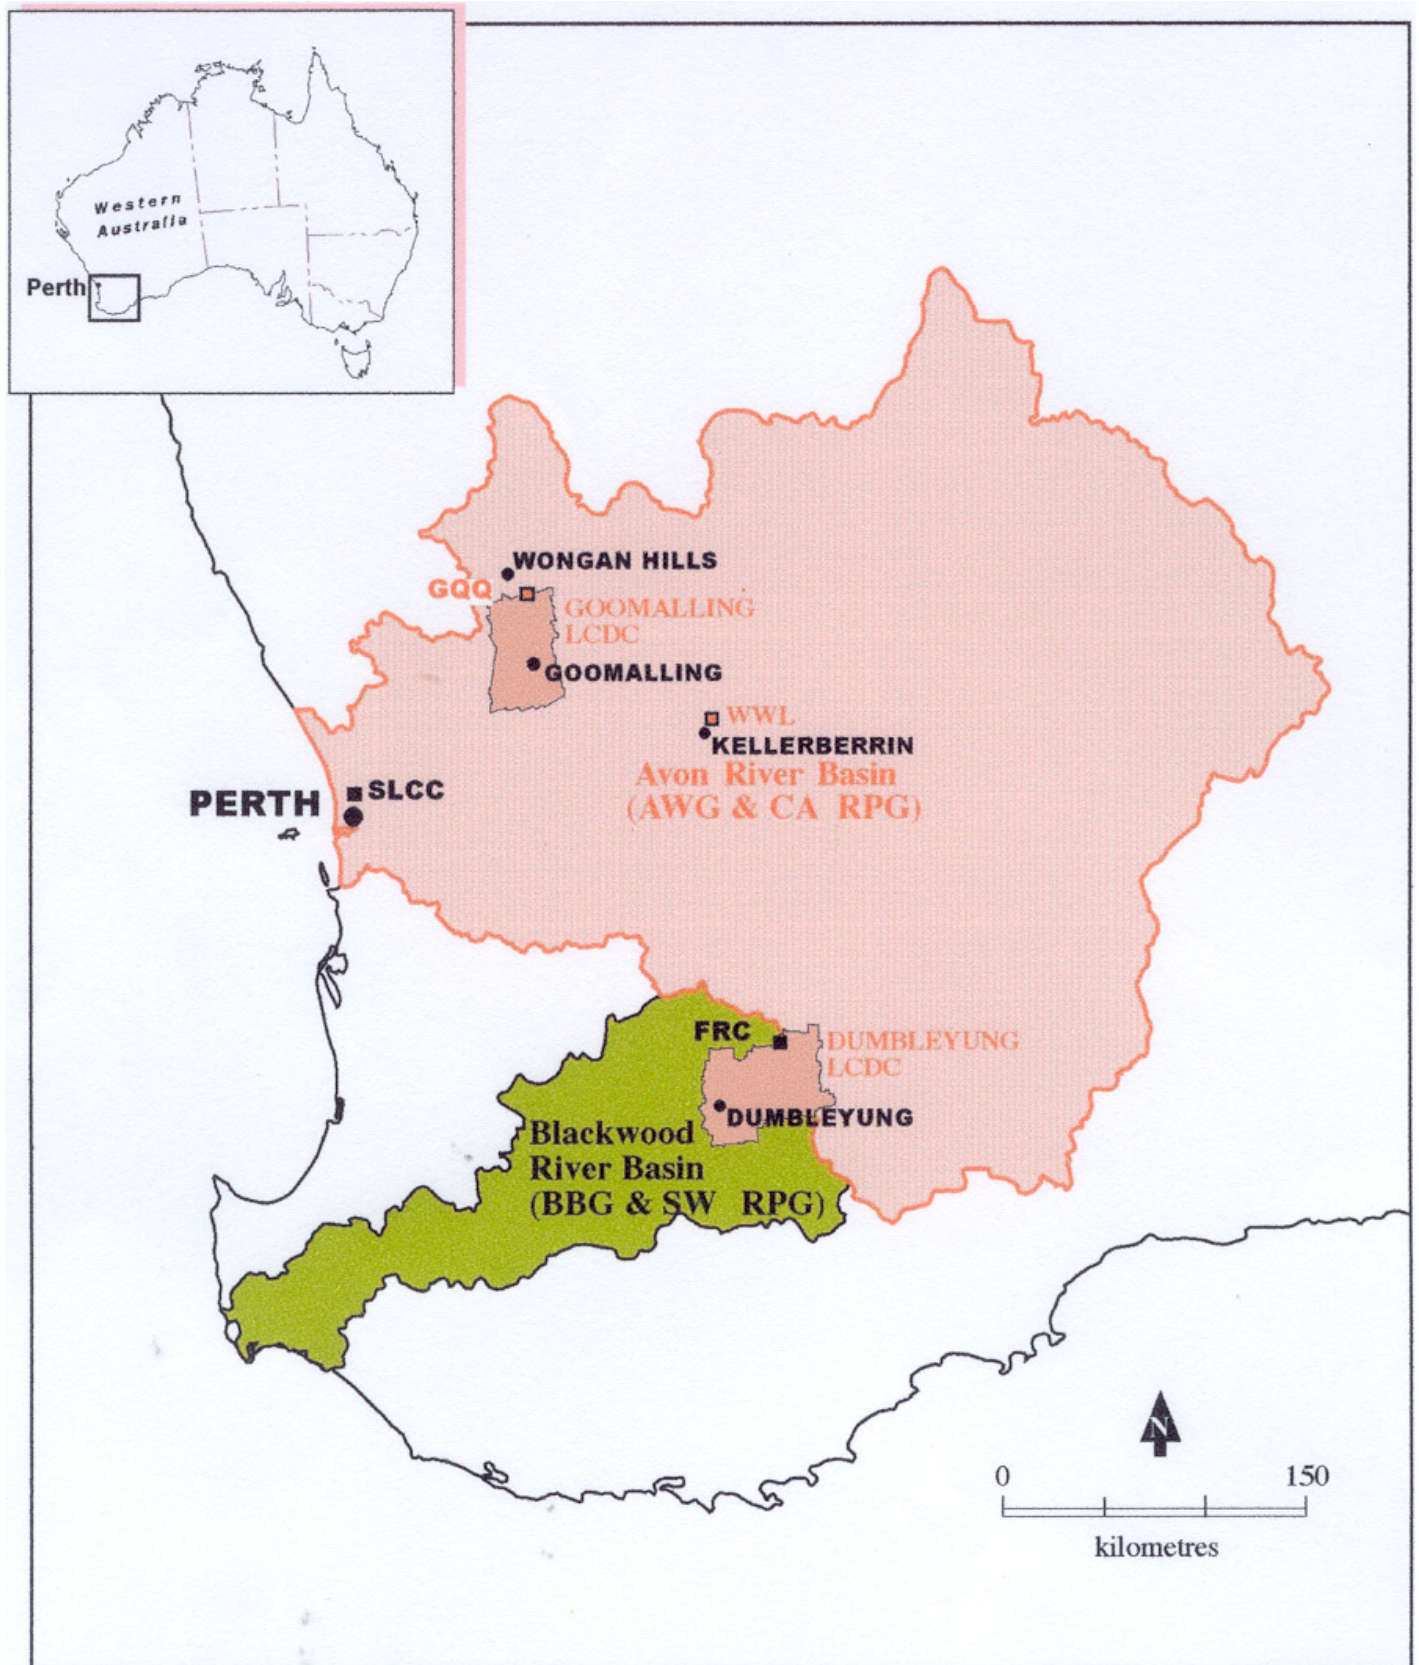 Western
Australia
Perth
WONGAN HILLS
GQQ
GOOMALLING
LCDC
GOOMALLING
WWL
KELLERBERRIN
Avon River Basin
(AWG & CA RPG)
SLCC
PERTH
FRC
DUMBLEYUNG
LCDC
DUMBLEYUNG
Blackwood
River Basin
(BBG & SW RPG)
N
0 150
kilometres